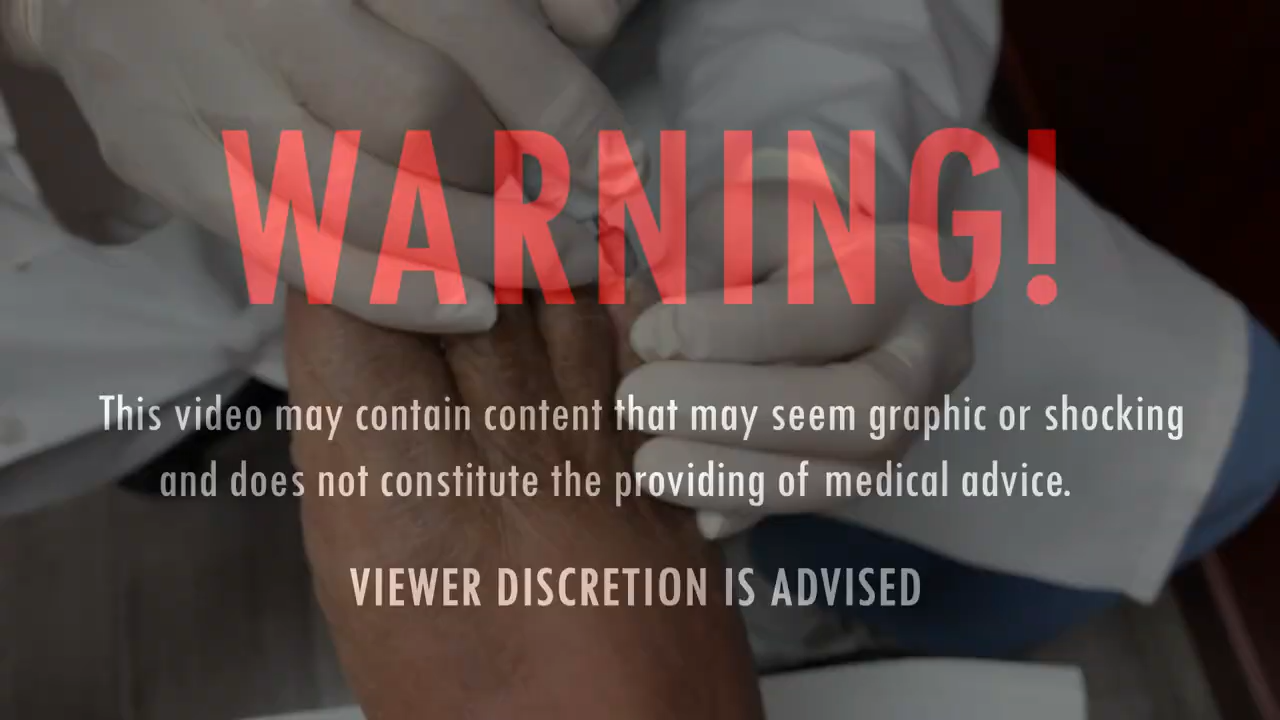 WARNING!
This video may contain content that may seem graphic or shocking
and does not constitute the providing of medical advice.
VIEWER DISCRETION IS ADVISED